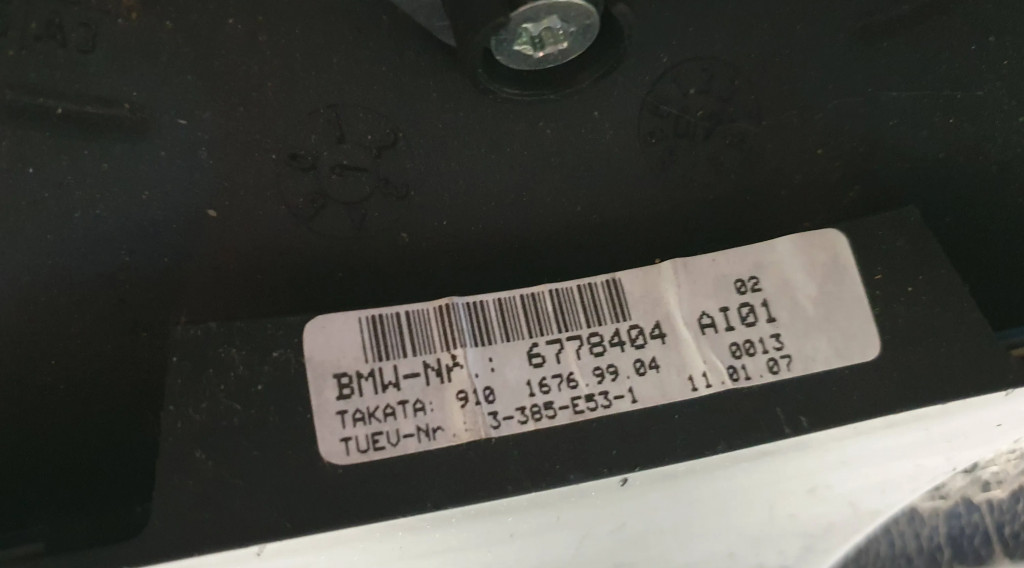 02
BMW-Nr.: 6778404 AI01
TAKATA: 910 1676.99.04 0013
TUEV-Nr.: 3-385-E53-1 11.01.07